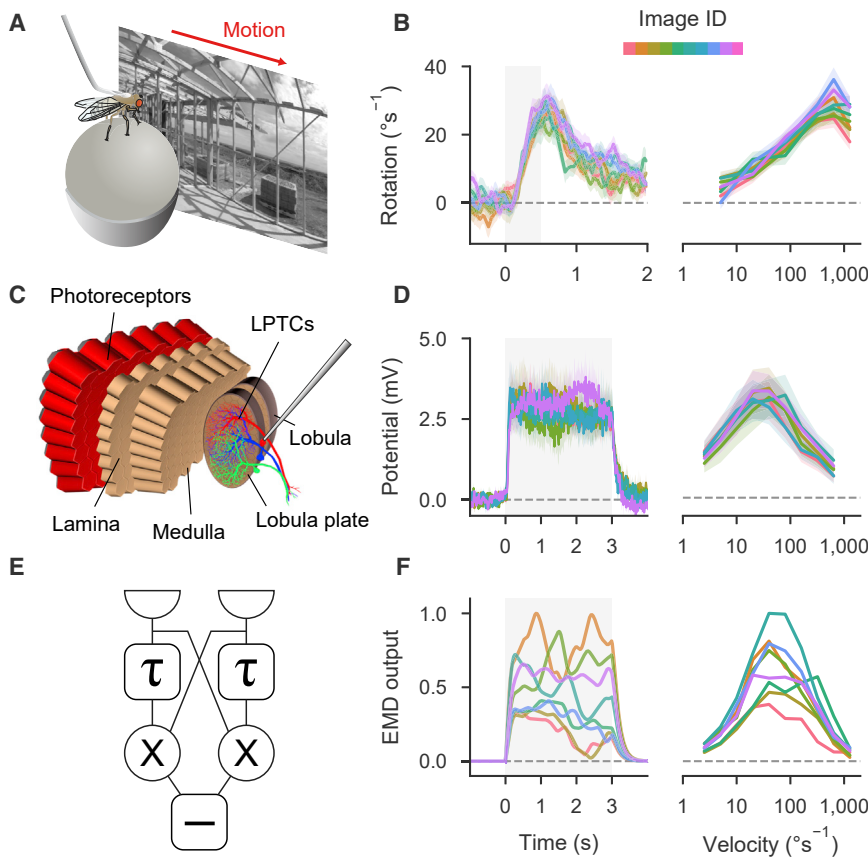 A
Motion
B
Image ID
Rotation (°s⁻¹)
40
20
0
0 1 2
1 10 100 1,000
C
Photoreceptors
LPTCs
Lobula
Lamina
Medulla
Lobula plate
D
Potential (mV)
5.0
2.5
0.0
0 1 2 3
1 10 100 1,000
E
τ τ
X X
–
F
EMD output
1.0
0.5
0.0
0 1 2 3
1 10 100 1,000
Time (s)
Velocity (°s⁻¹)